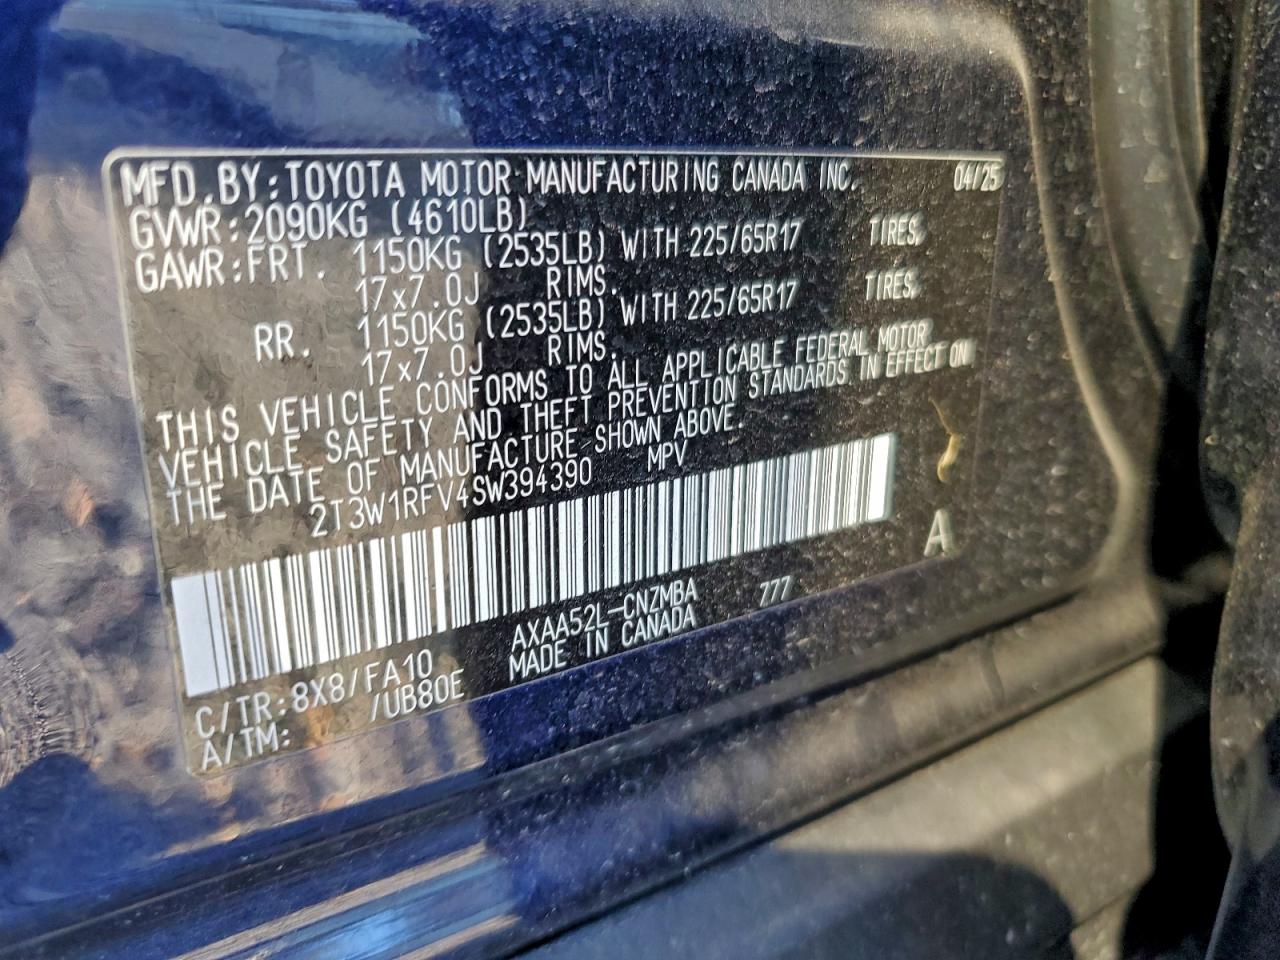 MFD.BY:TOYOTA MOTOR MANUFACTURING CANADA INC. 04/25
GVWR:2090KG (4610LB)
GAWR:FRT. 1150KG (2535LB) WITH 225/65R17 TIRES,
17x7.0J RIMS.
RR. 1150KG (2535LB) WITH 225/65R17 TIRES,
17x7.0J RIMS.
THIS VEHICLE CONFORMS TO ALL APPLICABLE FEDERAL MOTOR
VEHICLE SAFETY AND THEFT PREVENTION STANDARDS IN EFFECT ON
THE DATE OF MANUFACTURE SHOWN ABOVE.
2T3W1RFV4SW394390 MPV
A
AXAA52L-CNZMBA 777
MADE IN CANADA
C/TR:8X8/FA10
A/TM: /UB80E